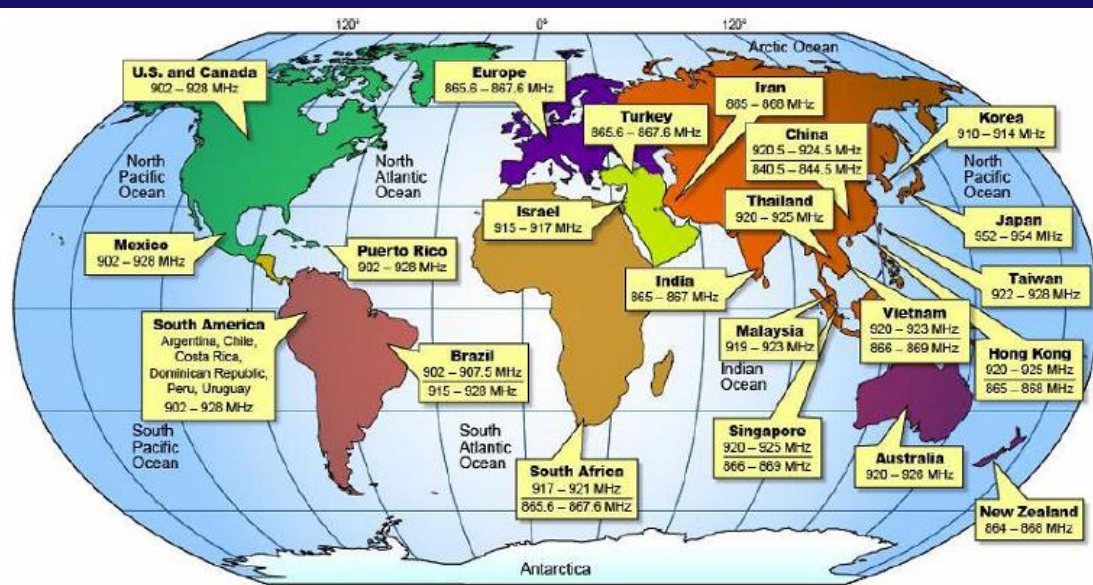 120°
0°
120°
Arctic Ocean
U.S. and Canada
902 – 928 MHz
Europe
865.6 – 867.6 MHz
Iran
865 – 868 MHz
Turkey
865.6 – 867.6 MHz
China
920.5 – 924.5 MHz
840.5 – 844.5 MHz
Korea
910 – 914 MHz
North
Pacific
Ocean
North
Atlantic
Ocean
North
Pacific
Ocean
Thailand
920 – 925 MHz
Israel
915 – 917 MHz
Japan
952 – 954 MHz
Mexico
902 – 928 MHz
Puerto Rico
902 – 928 MHz
India
865 – 867 MHz
Taiwan
922 – 928 MHz
South America
Argentina, Chile,
Costa Rica,
Dominican Republic,
Peru, Uruguay
902 – 928 MHz
Brazil
902 – 907.5 MHz
915 – 928 MHz
Malaysia
919 – 923 MHz
Indian
Ocean
Vietnam
920 – 923 MHz
866 – 869 MHz
Hong Kong
920 – 925 MHz
865 – 868 MHz
South
Pacific
Ocean
South
Atlantic
Ocean
South Africa
917 – 921 MHz
865.6 – 867.6 MHz
Singapore
920 – 925 MHz
866 – 869 MHz
Australia
920 – 926 MHz
New Zealand
864 – 868 MHz
Antarctica